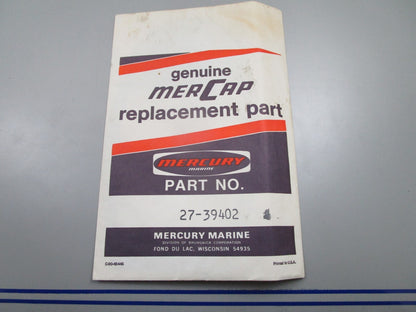 genuine
MERCAP
replacement part
MERCURY
MARINE
PART NO.
27-39402
MERCURY MARINE
DIVISION OF BRUNSWICK CORPORATION
FOND DU LAC, WISCONSIN 54935
Printed in U.S.A.